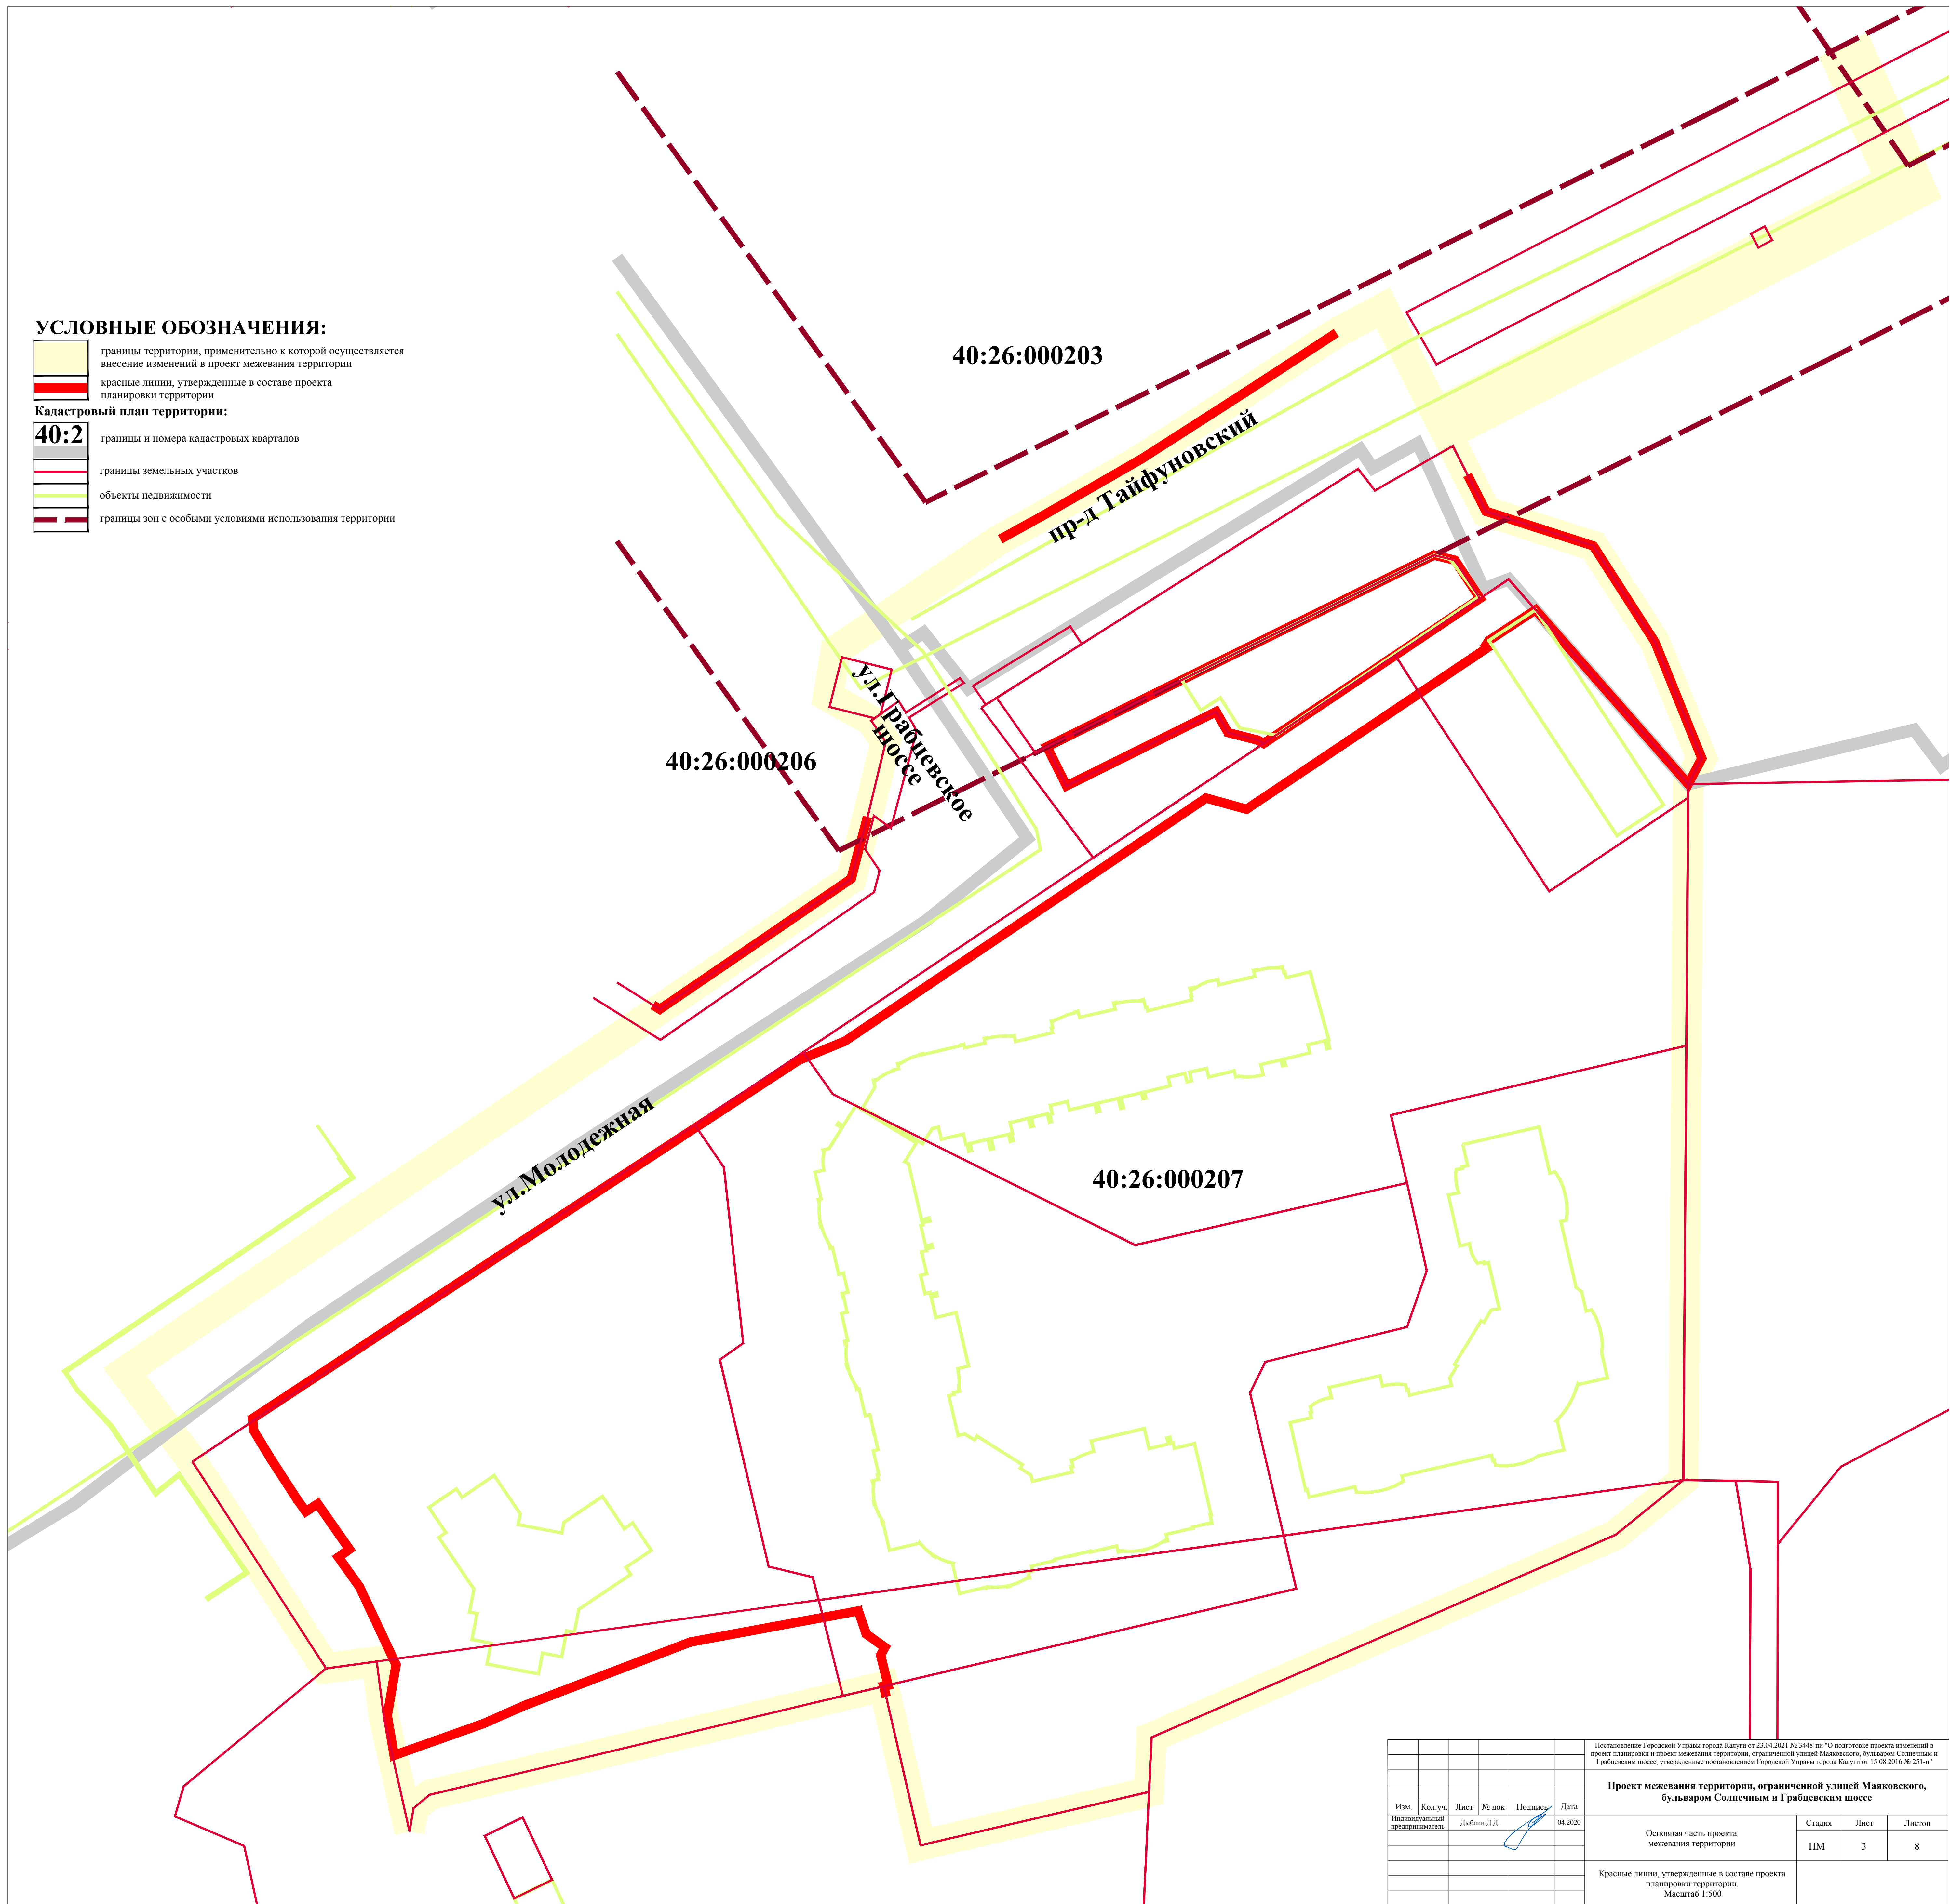 УСЛОВНЫЕ ОБОЗНАЧЕНИЯ:
границы территории, применительно к которой осуществляется
внесение изменений в проект межевания территории
красные линии, утвержденные в составе проекта
планировки территории
Кадастровый план территории:
40:2
границы и номера кадастровых кварталов
границы земельных участков
объекты недвижимости
границы зон с особыми условиями использования территории
40:26:000203
пр-д Тайфуновский
ул.Грабцевское
шоссе
40:26:000206
ул.Молодежная
40:26:000207
Постановление Городской Управы города Калуги от 23.04.2021 № 3448-пи "О подготовке проекта изменений в
проект планировки и проект межевания территории, ограниченной улицей Маяковского, бульваром Солнечным и
Грабцевским шоссе, утвержденные постановлением Городской Управы города Калуги от 15.08.2016 № 251-п"
Проект межевания территории, ограниченной улицей Маяковского,
бульваром Солнечным и Грабцевским шоссе
Изм. Кол.уч. Лист № док Подпись Дата
Индивидуальный
предприниматель
Дыблин Д.Д.
04.2020
Основная часть проекта
межевания территории
Стадия Лист Листов
ПМ 3 8
Красные линии, утвержденные в составе проекта
планировки территории.
Масштаб 1:500